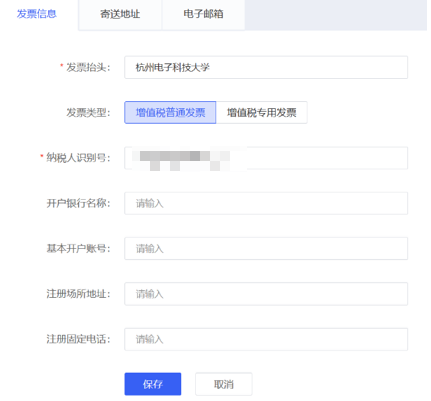 发票信息 寄送地址 电子邮箱
* 发票抬头： 杭州电子科技大学
发票类型： 增值税普通发票 增值税专用发票
* 纳税人识别号：
开户银行名称： 请输入
基本开户账号： 请输入
注册场所地址： 请输入
注册固定电话： 请输入
保存 取消